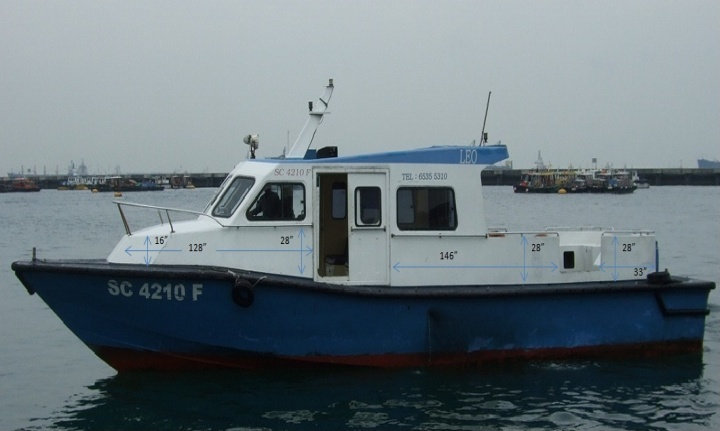 LEO
SC 4210 F
TEL : 6535 5310
16"
128"
28"
146"
28"
28"
33"
SC 4210 F